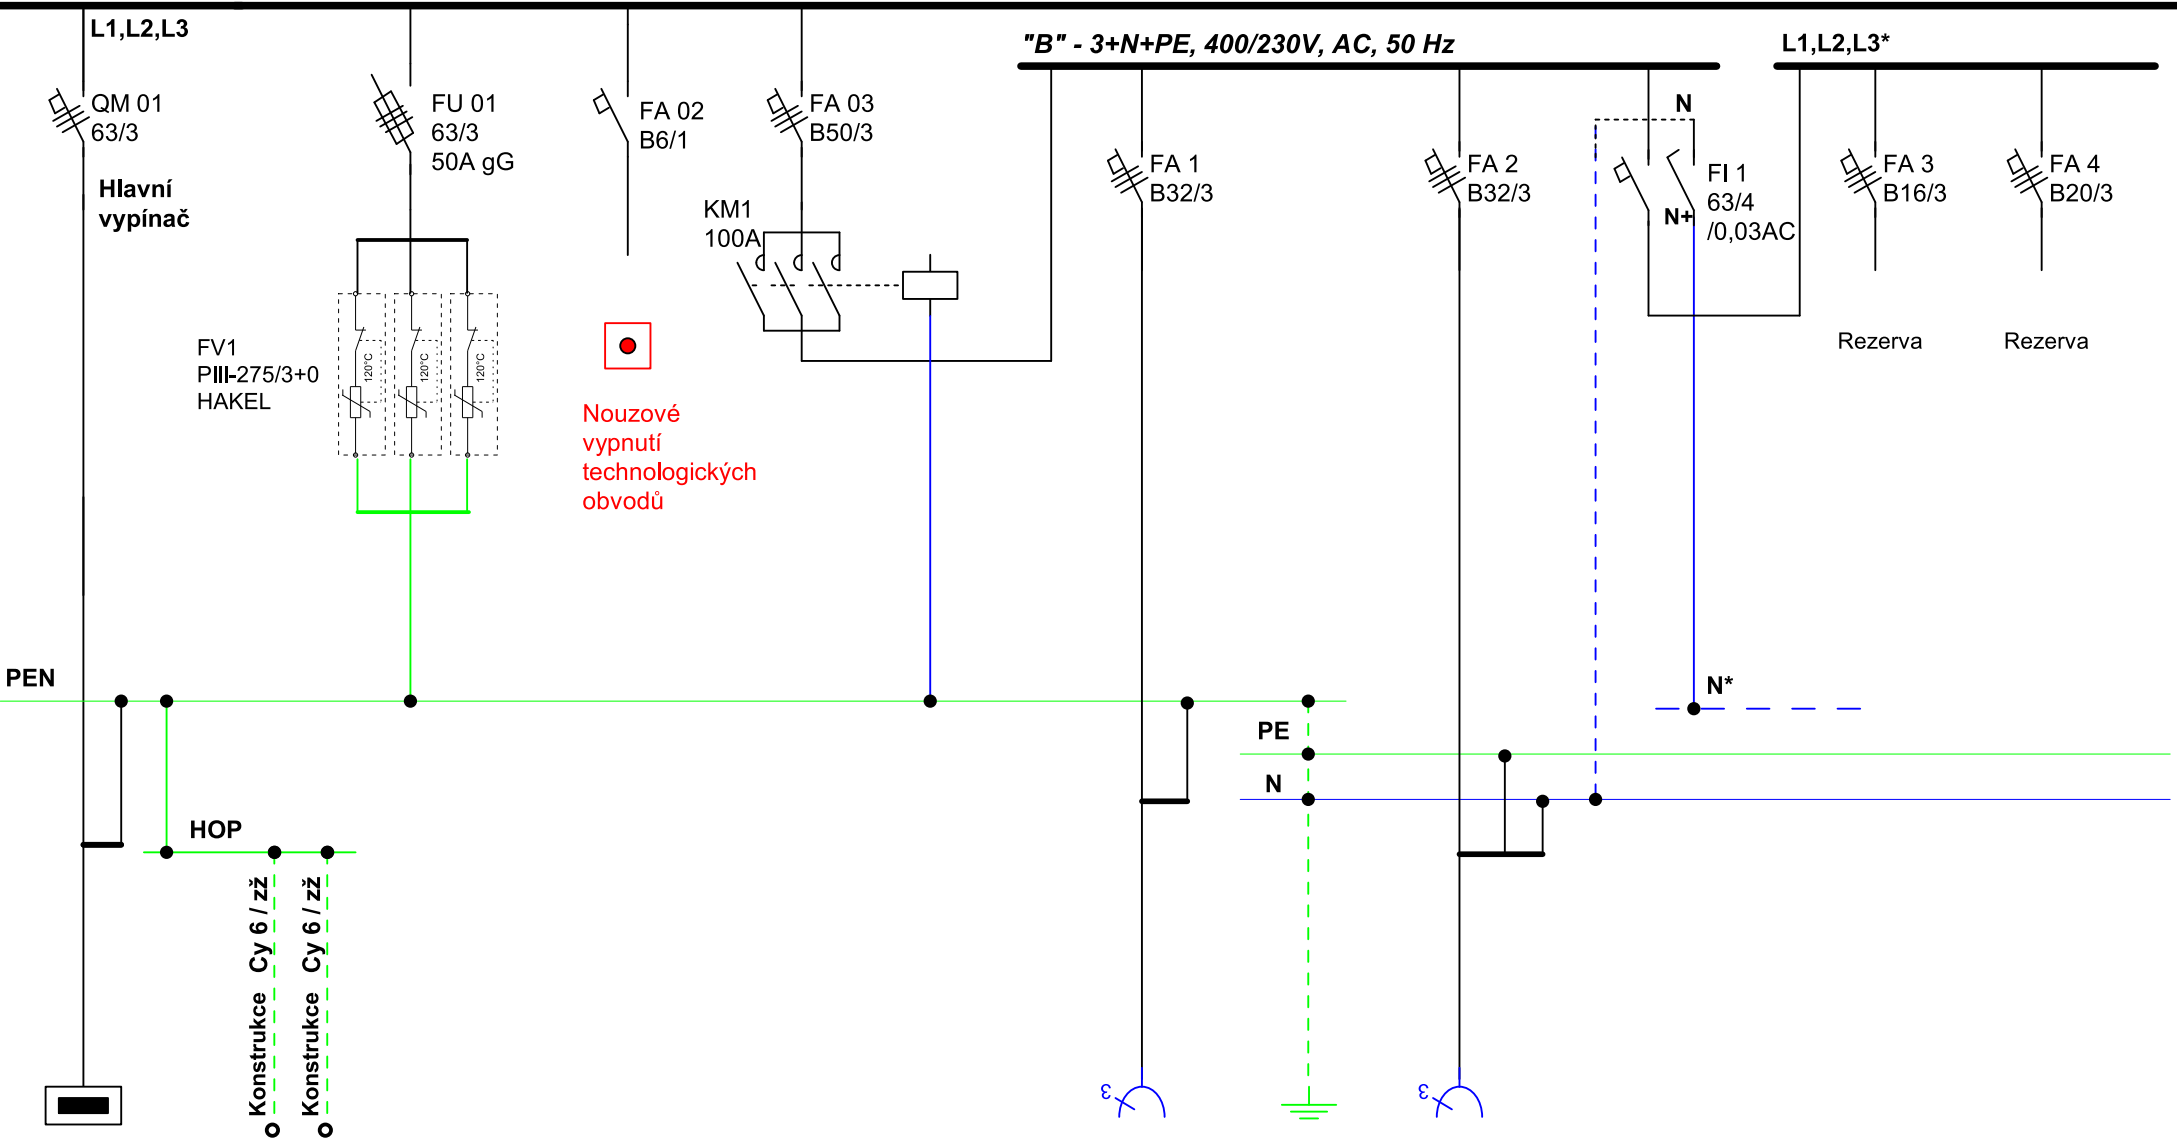 L1,L2,L3
"B" - 3+N+PE, 400/230V, AC, 50 Hz
L1,L2,L3*
QM 01
63/3
Hlavní
vypínač
FU 01
63/3
50A gG
FA 02
B6/1
FA 03
B50/3
KM1
100A
FA 1
B32/3
FA 2
B32/3
N
N+
FI 1
63/4
/0,03AC
FA 3
B16/3
FA 4
B20/3
Rezerva
Rezerva
FV1
PIII-275/3+0
HAKEL
120°C
120°C
120°C
Nouzové
vypnutí
technologických
obvodů
PEN
N*
PE
N
HOP
Konstrukce Cy 6 / zž
Konstrukce Cy 6 / zž
3
3